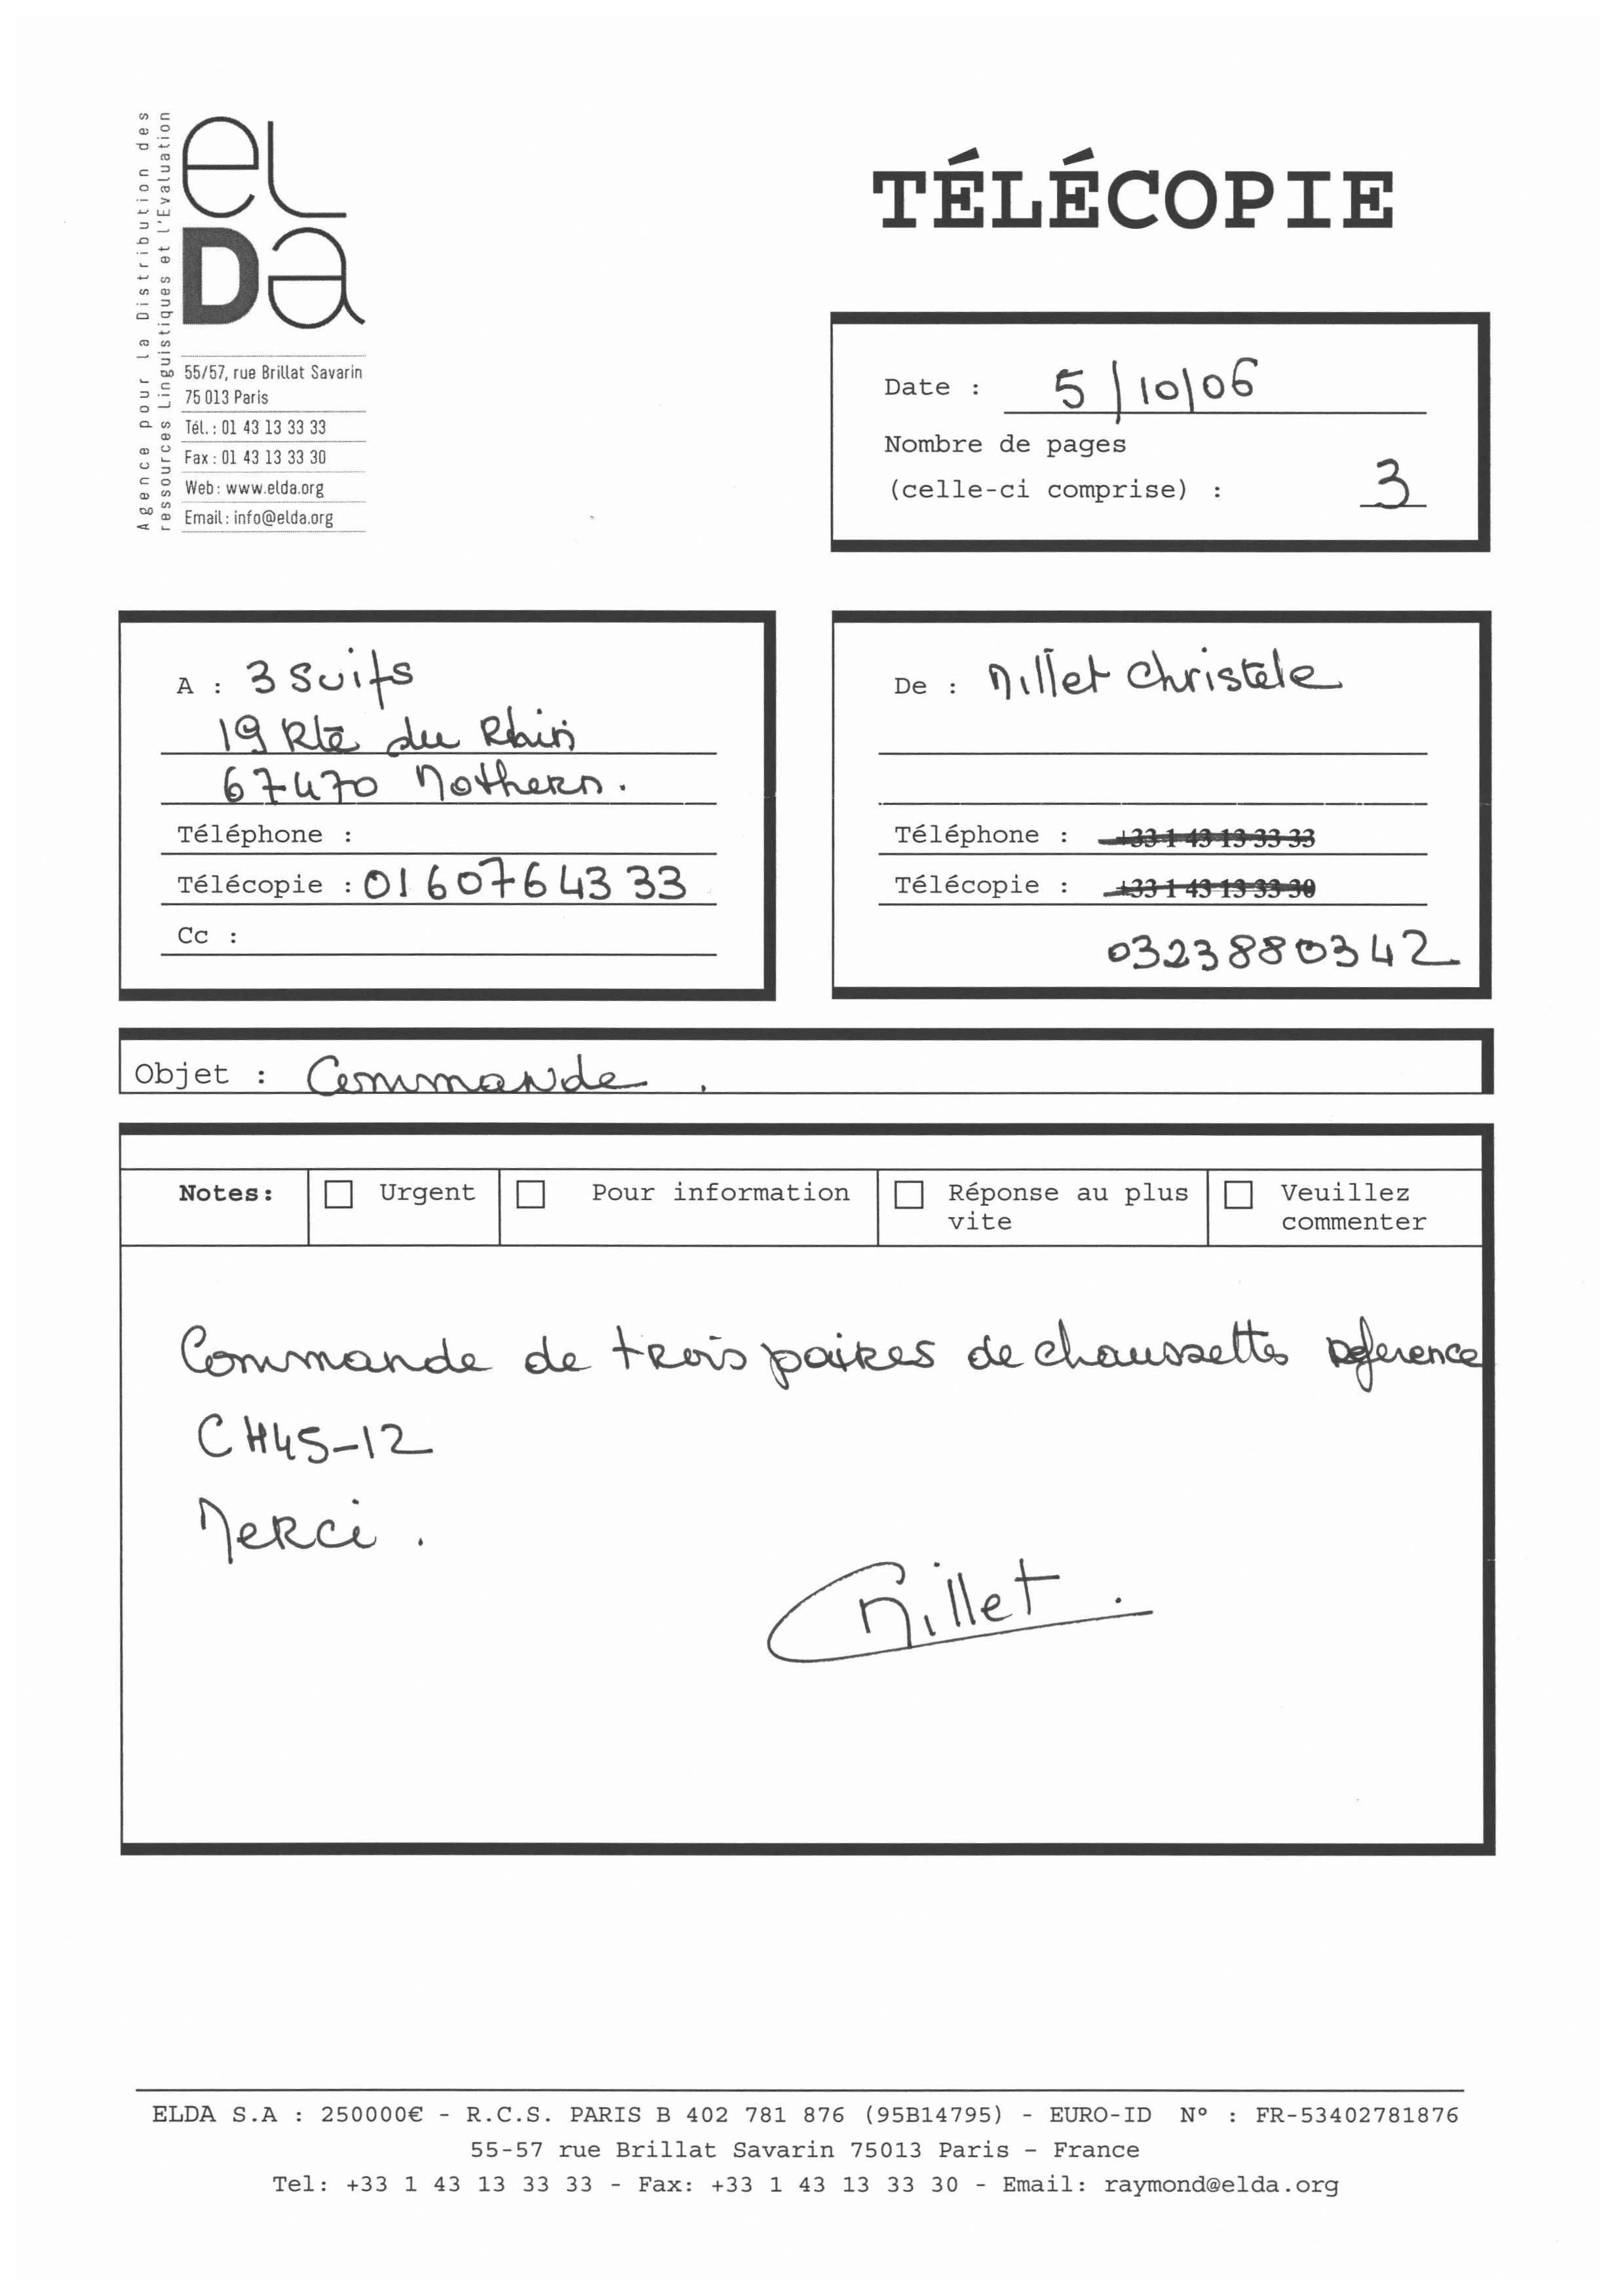 Agence pour la Distribution des
ressources Linguistiques et l'Evaluation
eLDa
55/57, rue Brillat Savarin
75 013 Paris
Tél. : 01 43 13 33 33
Fax : 01 43 13 33 30
Web : www.elda.org
Email : info@elda.org
TÉLÉCOPIE
Date : 5/10/06
Nombre de pages
(celle-ci comprise) : 3
A : 3 Suifs
19 Rte du Rhin
67470 Mothern.
Téléphone :
Télécopie : 0160764333
Cc :
De : Millet Christele
Téléphone : +33 1 43 13 33 33
Télécopie : +33 1 43 13 33 30
0323880342
Objet : Commande .
Notes: Urgent Pour information Réponse au plus vite Veuillez commenter
Commande de trois paires de chaussettes reference
CH45-12
Merci .
Millet .
ELDA S.A : 250000€ - R.C.S. PARIS B 402 781 876 (95B14795) - EURO-ID N° : FR-53402781876
55-57 rue Brillat Savarin 75013 Paris – France
Tel: +33 1 43 13 33 33 - Fax: +33 1 43 13 33 30 - Email: raymond@elda.org